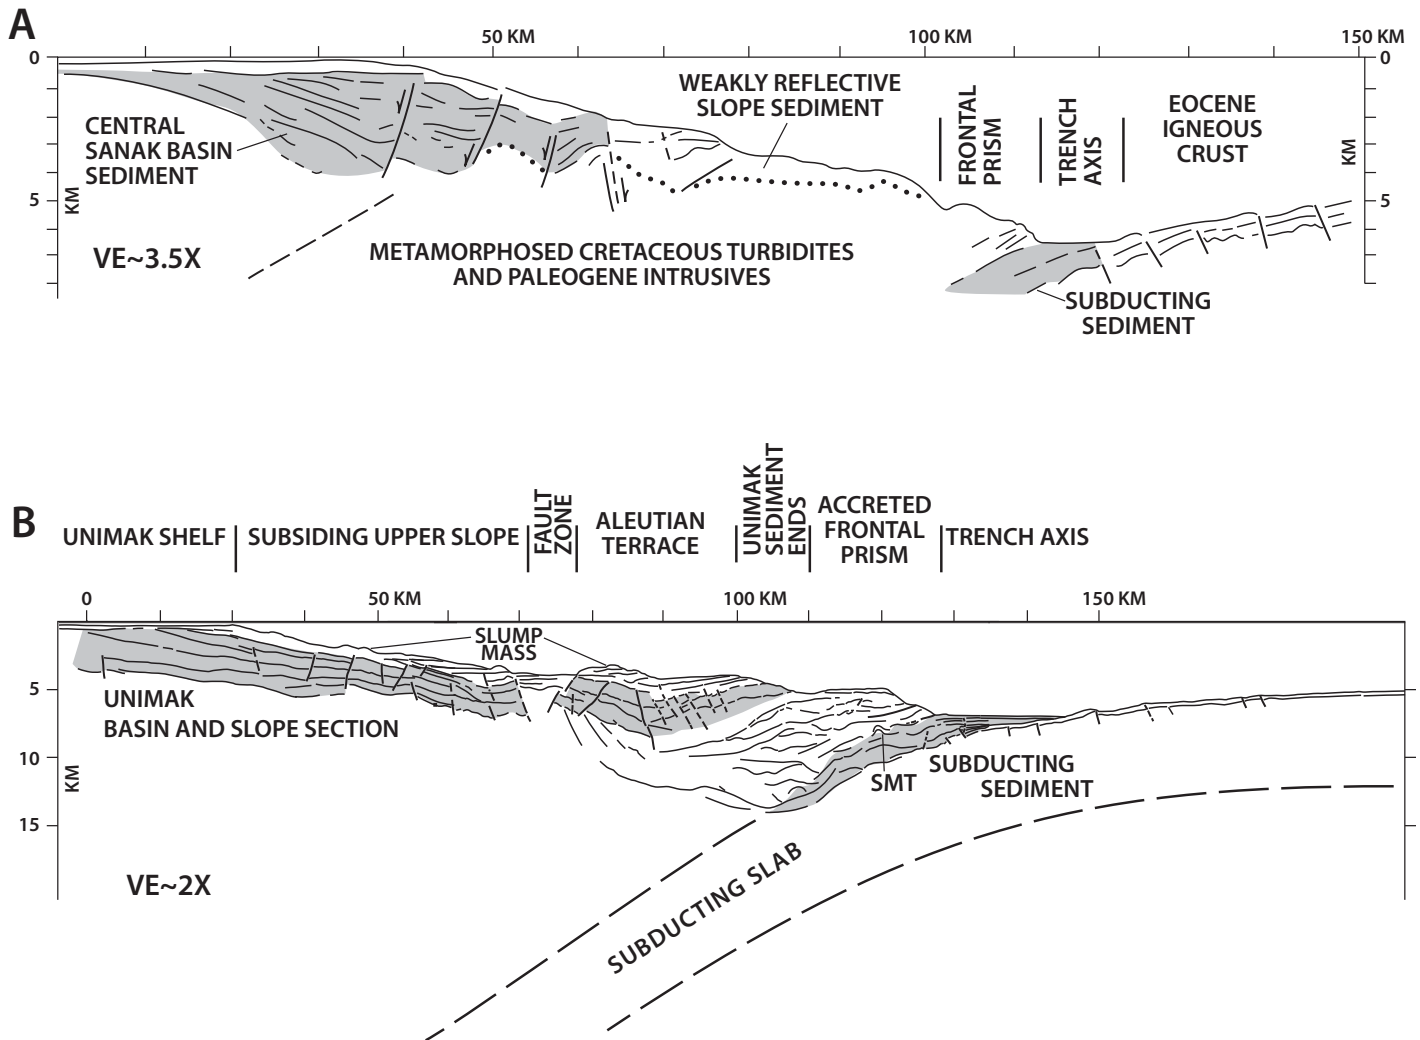 A
50 KM
100 KM
150 KM
0
0
WEAKLY REFLECTIVE
SLOPE SEDIMENT
FRONTAL
PRISM
TRENCH
AXIS
EOCENE
IGNEOUS
CRUST
CENTRAL
SANAK BASIN
SEDIMENT
KM
KM
5
5
VE~3.5X
METAMORPHOSED CRETACEOUS TURBIDITES
AND PALEOGENE INTRUSIVES
SUBDUCTING
SEDIMENT
B
UNIMAK SHELF
SUBSIDING UPPER SLOPE
FAULT
ZONE
ALEUTIAN
TERRACE
UNIMAK
SEDIMENT
ENDS
ACCRETED
FRONTAL
PRISM
TRENCH AXIS
0
50 KM
100 KM
150 KM
SLUMP
MASS
5
UNIMAK
BASIN AND SLOPE SECTION
10
KM
SMT
SUBDUCTING
SEDIMENT
15
VE~2X
SUBDUCTING SLAB